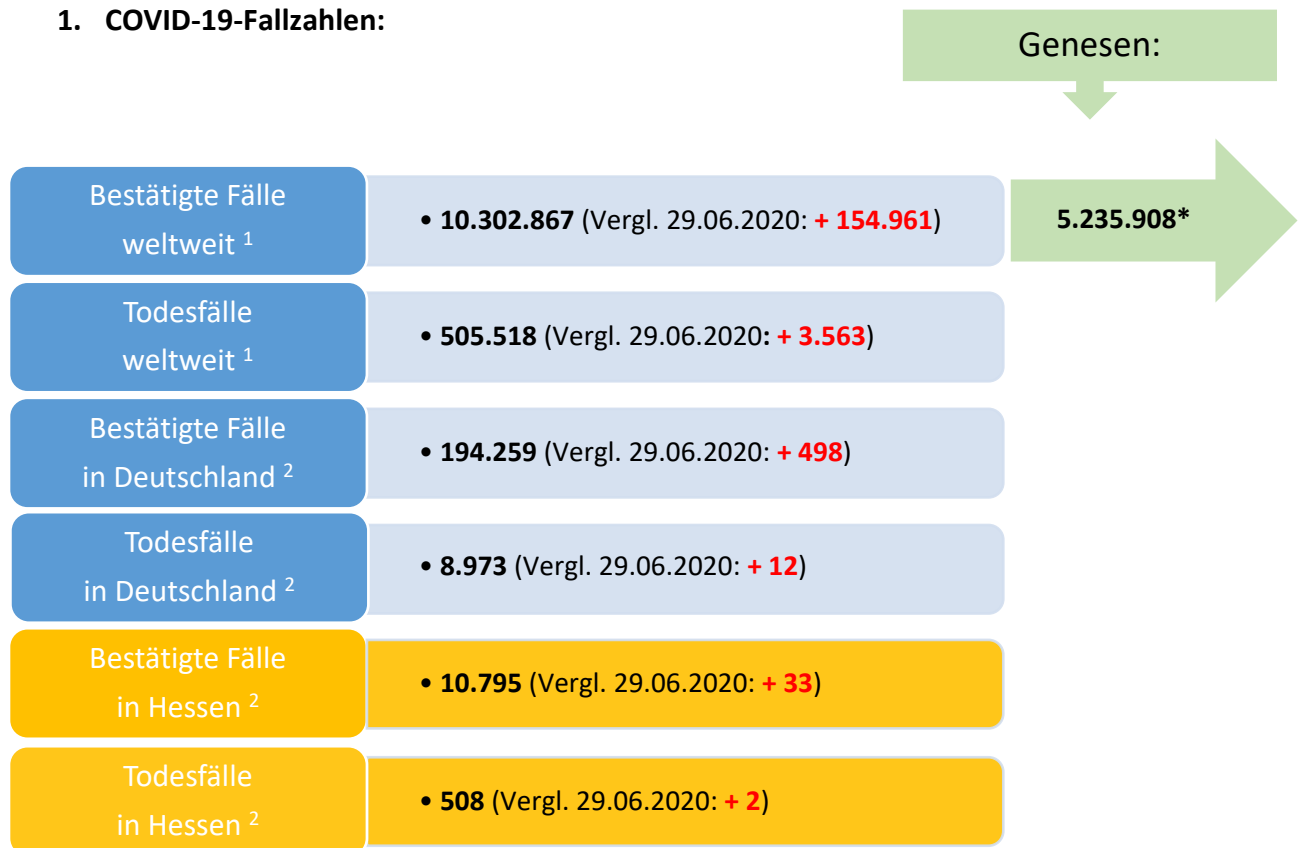 1. COVID-19-Fallzahlen:
Genesen:
Bestätigte Fälle
weltweit ¹
• 10.302.867 (Vergl. 29.06.2020: + 154.961)
5.235.908*
Todesfälle
weltweit ¹
• 505.518 (Vergl. 29.06.2020: + 3.563)
Bestätigte Fälle
in Deutschland ²
• 194.259 (Vergl. 29.06.2020: + 498)
Todesfälle
in Deutschland ²
• 8.973 (Vergl. 29.06.2020: + 12)
Bestätigte Fälle
in Hessen ²
• 10.795 (Vergl. 29.06.2020: + 33)
Todesfälle
in Hessen ²
• 508 (Vergl. 29.06.2020: + 2)